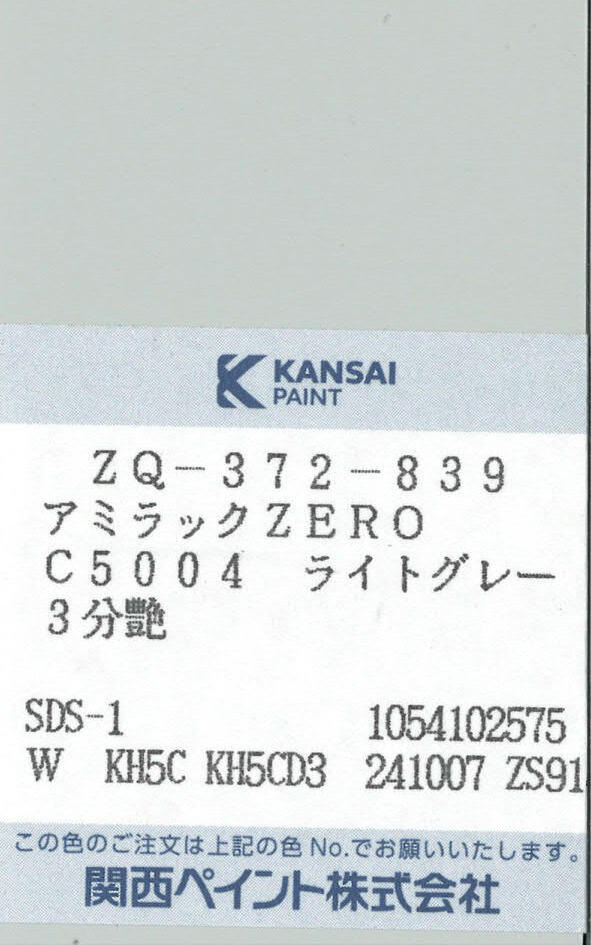 KANSAI
PAINT
ZQ-372-839
アミラックZERO
C5004 ライトグレー
3分艶
SDS-1 1054102575
W KH5C KH5CD3 241007 ZS91
この色のご注文は上記の色No.でお願いいたします。
関西ペイント株式会社